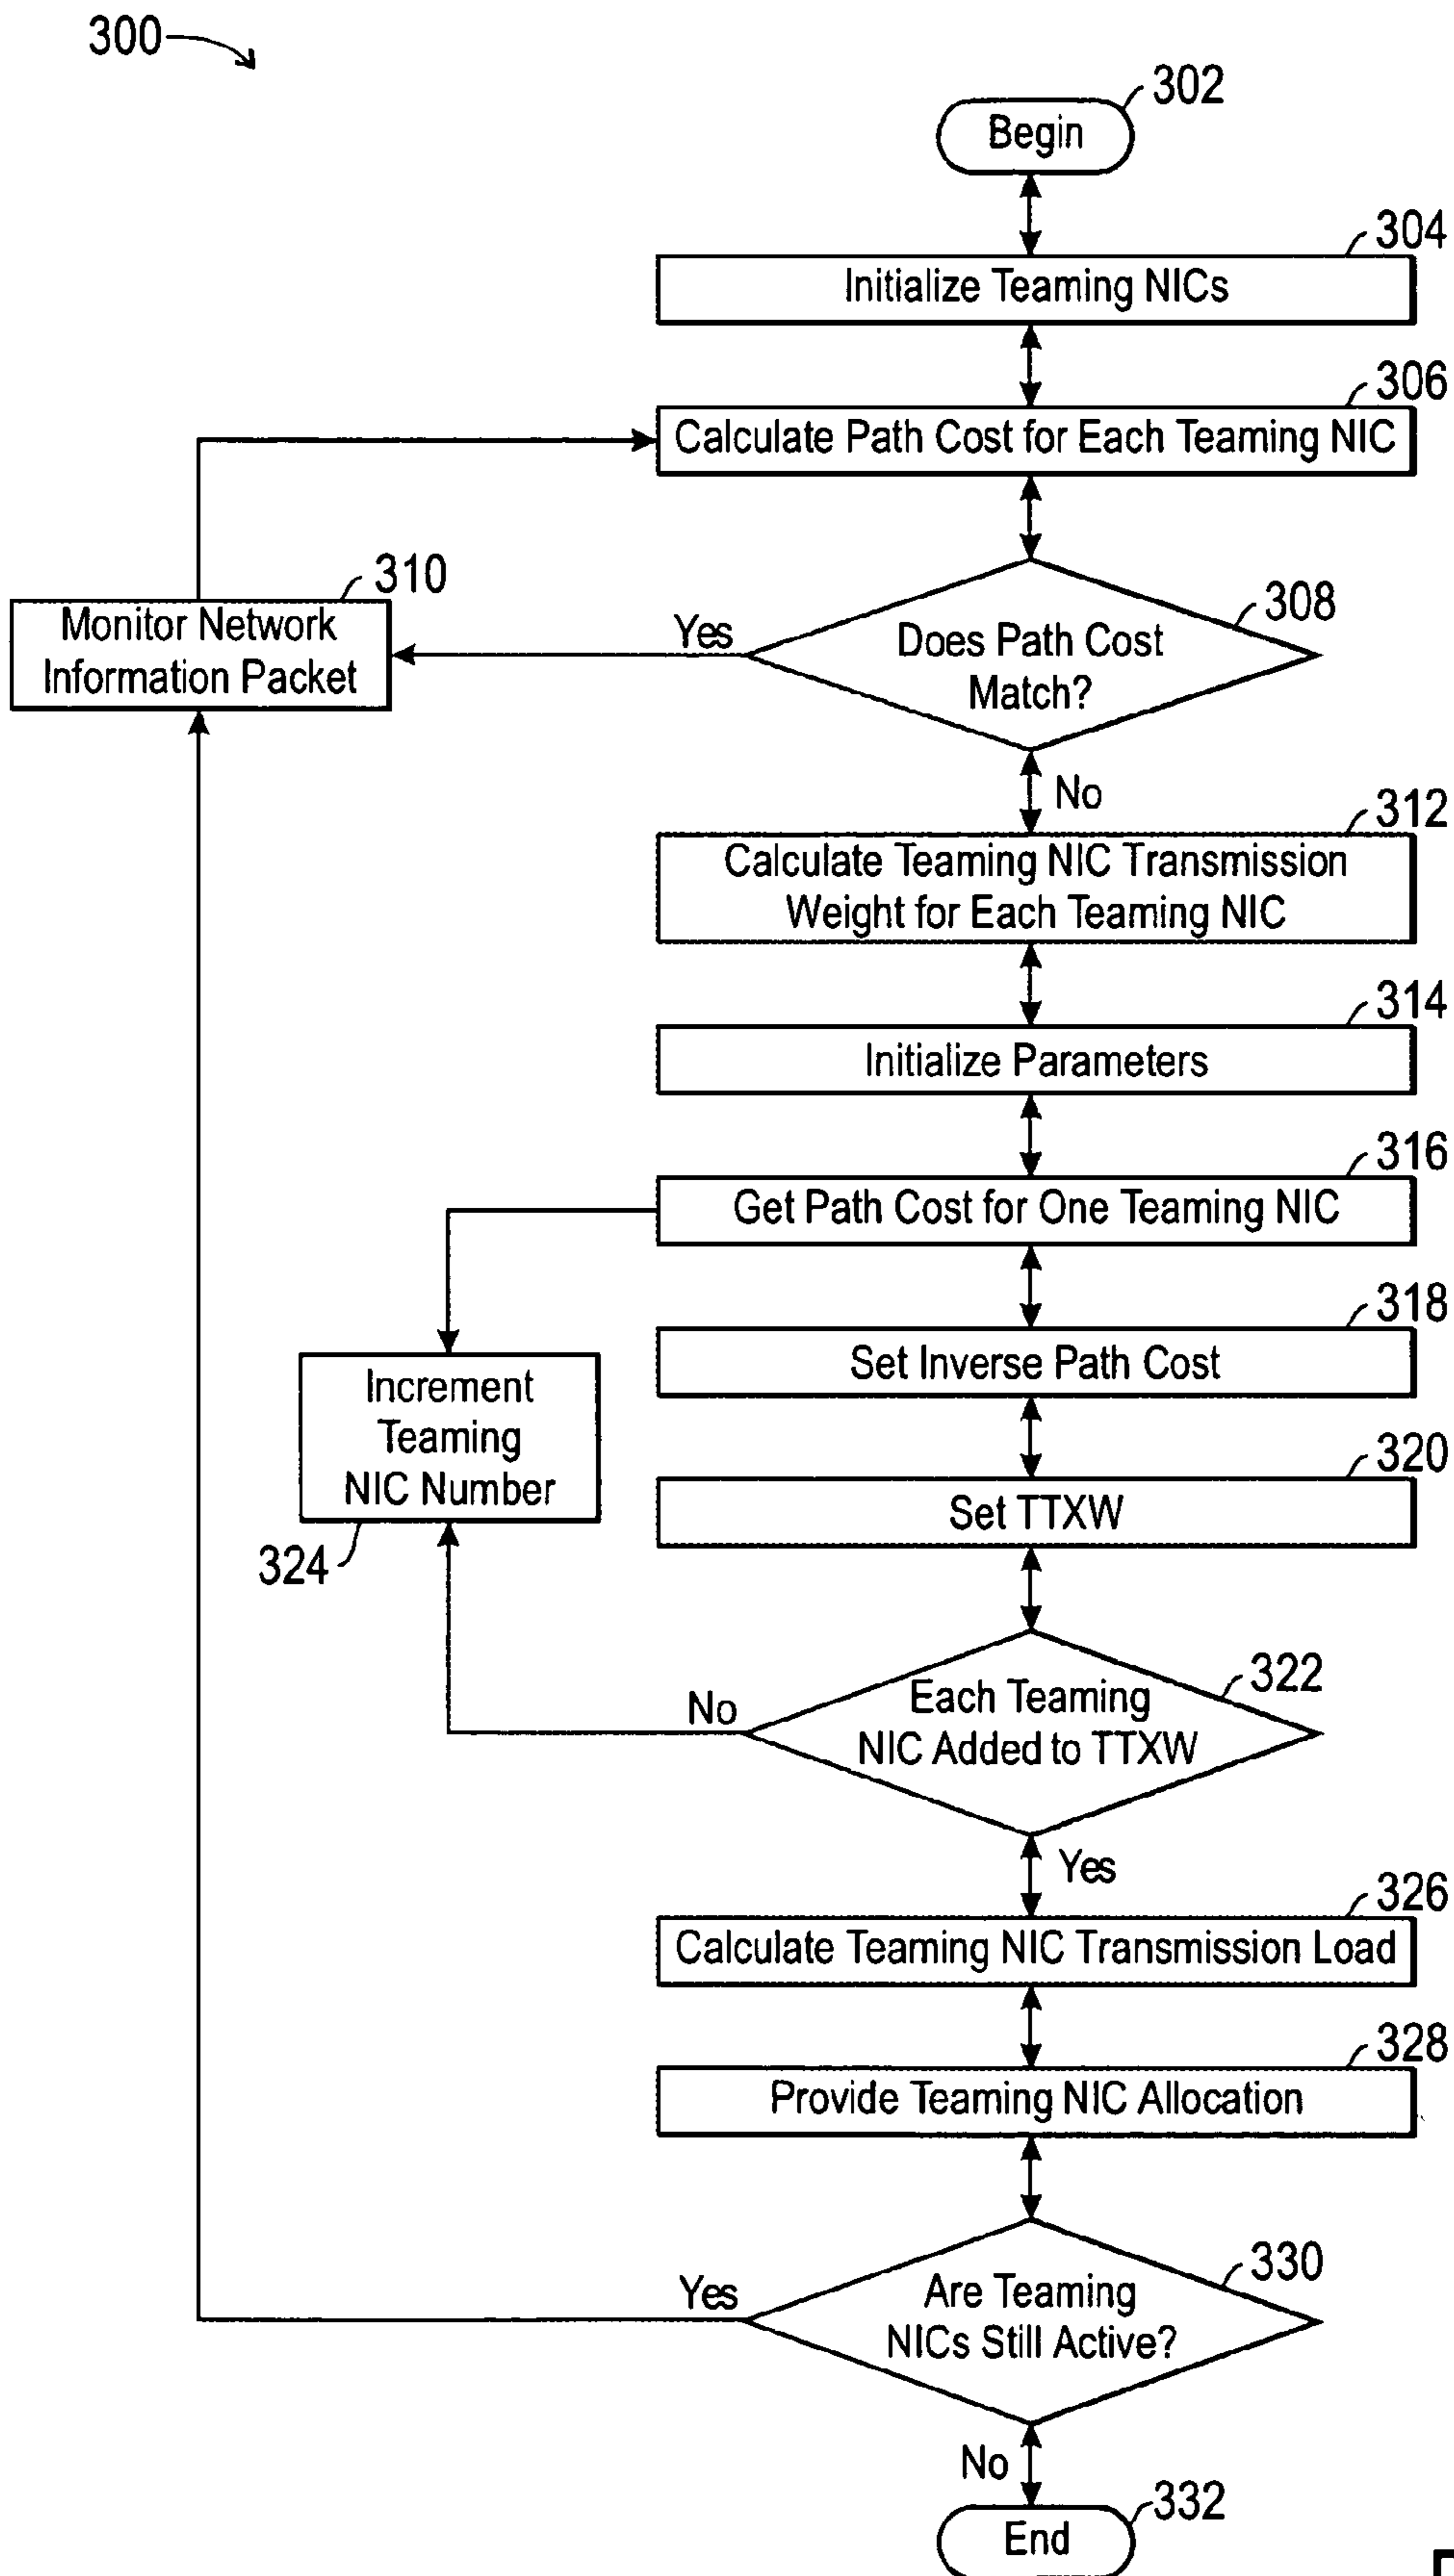 300
302
Begin
304
Initialize Teaming NICs
306
Calculate Path Cost for Each Teaming NIC
310
Monitor Network
Information Packet
Yes
308
Does Path Cost
Match?
No
312
Calculate Teaming NIC Transmission
Weight for Each Teaming NIC
314
Initialize Parameters
316
Get Path Cost for One Teaming NIC
318
Set Inverse Path Cost
Increment
Teaming
NIC Number
324
320
Set TTXW
322
Each Teaming
NIC Added to TTXW
No
Yes
326
Calculate Teaming NIC Transmission Load
328
Provide Teaming NIC Allocation
330
Are Teaming
NICs Still Active?
Yes
No
332
End